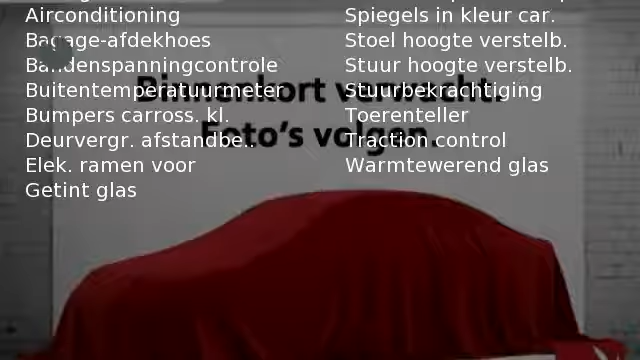 Airconditioning
Bagage-afdekhoes
Bandenspanningcontrole
Buitentemperatuurmeter
Bumpers carross. kl.
Deurvergr. afstandbe..
Elek. ramen voor
Getint glas
Spiegels in kleur car.
Stoel hoogte verstelb.
Stuur hoogte verstelb.
Stuurbekrachtiging
Toerenteller
Traction control
Warmtewerend glas
Binnenkort verwacht.
Foto's volgen.